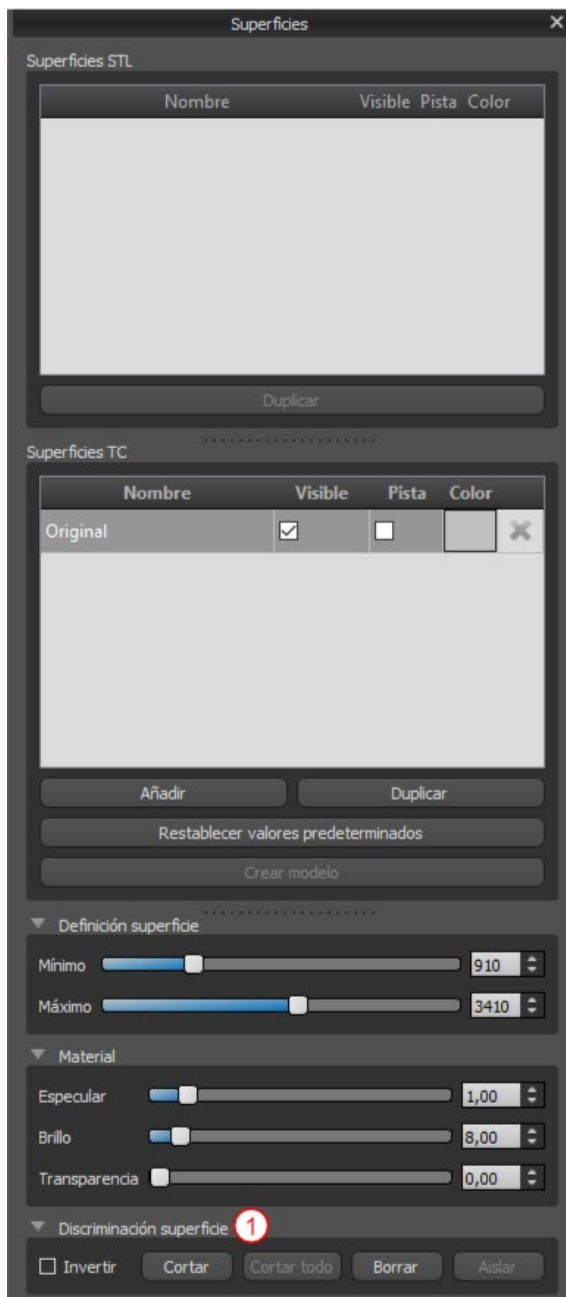 Superficies
Superficies STL
Nombre Visible Pista Color
Duplicar
Superficies TC
Nombre Visible Pista Color
Original
Añadir Duplicar
Restablecer valores predeterminados
Crear modelo
Definición superficie
Mínimo 910
Máximo 3410
Material
Especular 1,00
Brillo 8,00
Transparencia 0,00
Discriminación superficie 1
Invertir Cortar Cortar todo Borrar Aislar